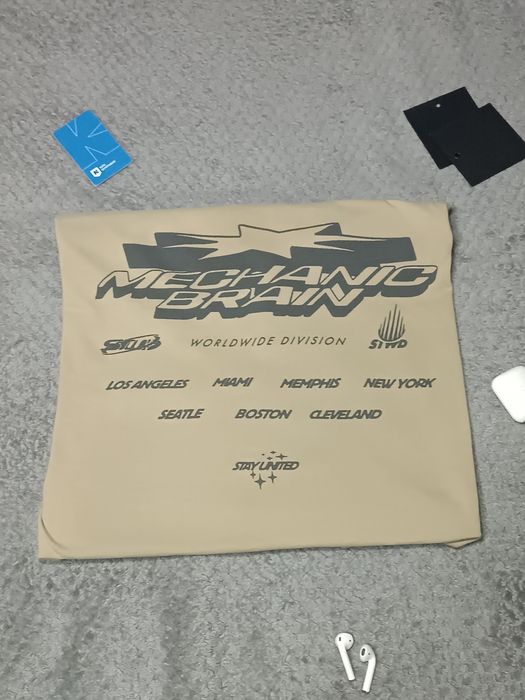 MECHANIC
BRAIN
WORLDWIDE DIVISION
STWD
LOS ANGELES MIAMI MEMPHIS NEW YORK
SEATLE BOSTON CLEVELAND
STAY UNITED